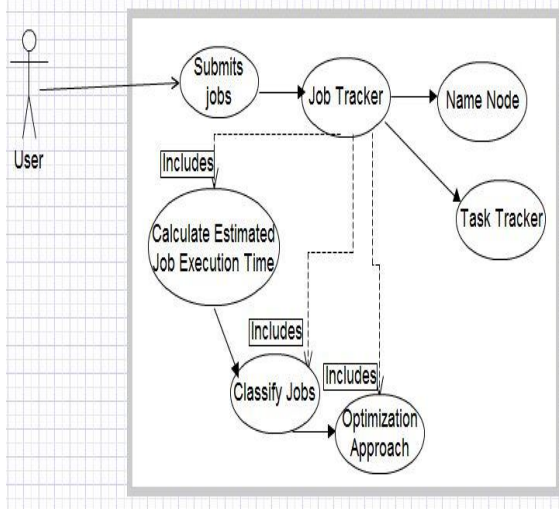 Submits
jobs
Job Tracker
Name Node
User
Includes
Task Tracker
Calculate Estimated
Job Execution Time
Includes
Classify Jobs
Includes
Optimization
Approach